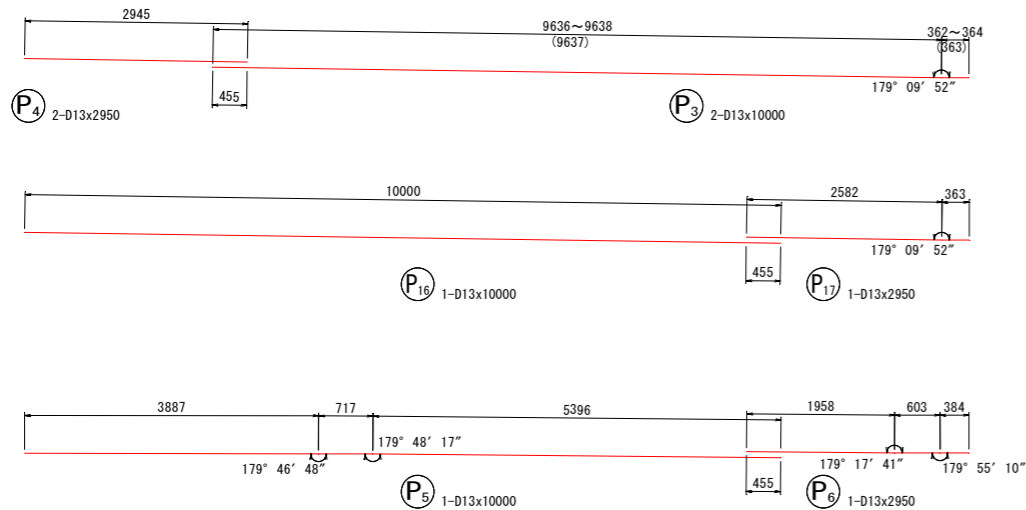 2945
9636～9638
(9637)
362～364
(363)
455
179° 09′ 52″
P4 2-D13x2950
P3 2-D13x10000
10000
2582
363
179° 09′ 52″
455
P16 1-D13x10000
P17 1-D13x2950
3887
717
5396
1958
603
384
179° 48′ 17″
179° 46′ 48″
179° 17′ 41″
179° 55′ 10″
455
P5 1-D13x10000
P6 1-D13x2950